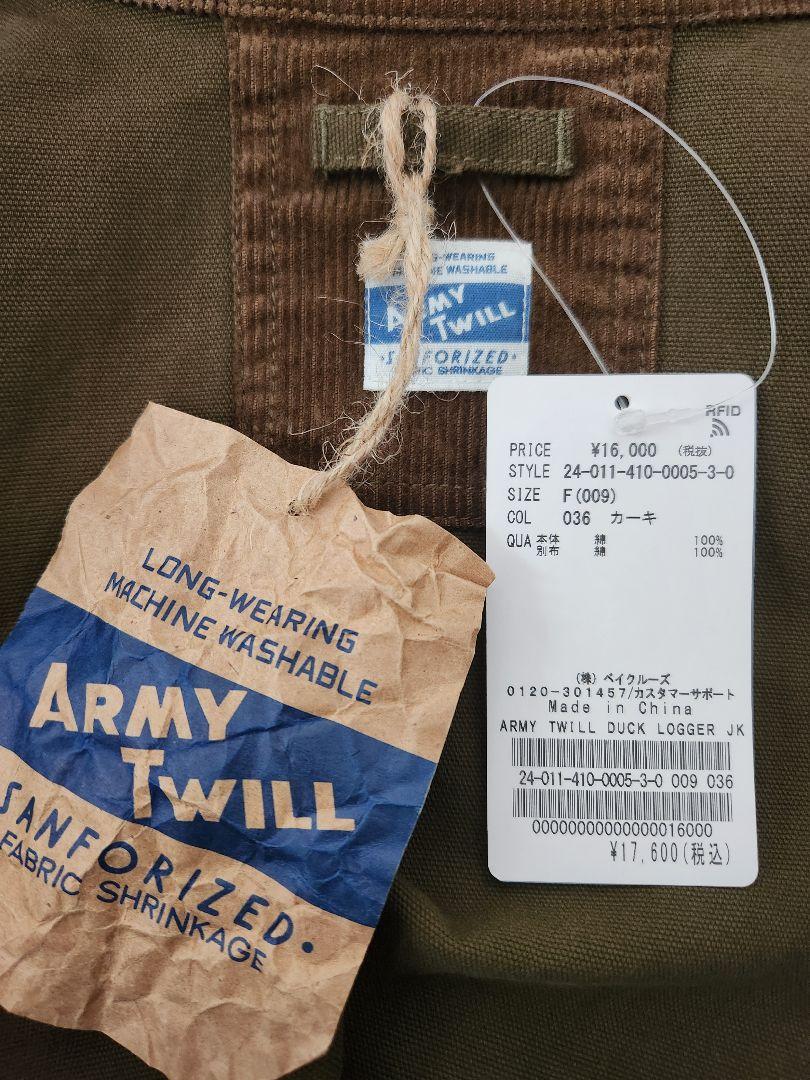 G-WEARING
MACHINE WASHABLE
ARMY
TWILL
·SANFORIZED·
FABRIC SHRINKAGE
LONG-WEARING
MACHINE WASHABLE
ARMY
TWILL
SANFORIZED·
FABRIC SHRINKAGE
RFID
PRICE ¥16,000 (税抜)
STYLE 24-011-410-0005-3-0
SIZE F(009)
COL 036 カーキ
QUA 本体 綿 100%
別布 綿 100%
(株) ベイクルーズ
0120-301457/カスタマーサポート
Made in China
ARMY TWILL DUCK LOGGER JK
24-011-410-0005-3-0 009 036
00000000000000016000
¥17,600(税込)